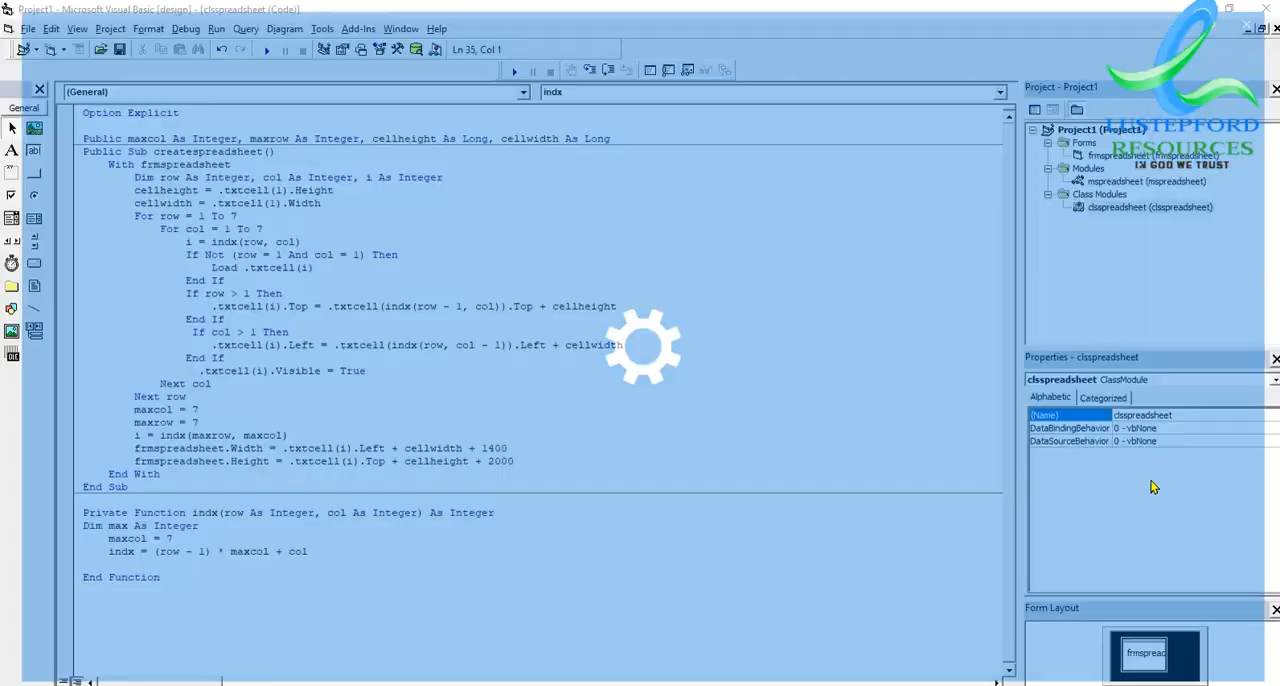 Project1 - Microsoft Visual Basic [design] - [clsspreadsheet (Code)]
File Edit View Project Format Debug Run Query Diagram Tools Add-Ins Window Help
Ln 35, Col 1
General
(General)
indx
Option Explicit
Public maxcol As Integer, maxrow As Integer, cellheight As Long, cellwidth As Long
Public Sub createspreadsheet()
With frmspreadsheet
Dim row As Integer, col As Integer, i As Integer
cellheight = .txtcell(1).Height
cellwidth = .txtcell(1).Width
For row = 1 To 7
For col = 1 To 7
i = indx(row, col)
If Not (row = 1 And col = 1) Then
Load .txtcell(i)
End If
If row > 1 Then
.txtcell(i).Top = .txtcell(indx(row - 1, col)).Top + cellheight
End If
If col > 1 Then
.txtcell(i).Left = .txtcell(indx(row, col - 1)).Left + cellwidth
End If
.txtcell(i).Visible = True
Next col
Next row
maxcol = 7
maxrow = 7
i = indx(maxrow, maxcol)
frmspreadsheet.Width = .txtcell(i).Left + cellwidth + 1400
frmspreadsheet.Height = .txtcell(i).Top + cellheight + 2000
End With
End Sub
Private Function indx(row As Integer, col As Integer) As Integer
Dim max As Integer
maxcol = 7
indx = (row - 1) * maxcol + col
End Function
Project - Project1
Project1 (Project1)
Forms
frmspreadsheet (frmspreadsheet)
Modules
mspreadsheet (mspreadsheet)
Class Modules
clsspreadsheet (clsspreadsheet)
LUSTEPFORD
RESOURCES
IN GOD WE TRUST
Properties - clsspreadsheet
clsspreadsheet ClassModule
Alphabetic Categorized
(Name) clsspreadsheet
DataBindingBehavior 0 - vbNone
DataSourceBehavior 0 - vbNone
Form Layout
frmspread